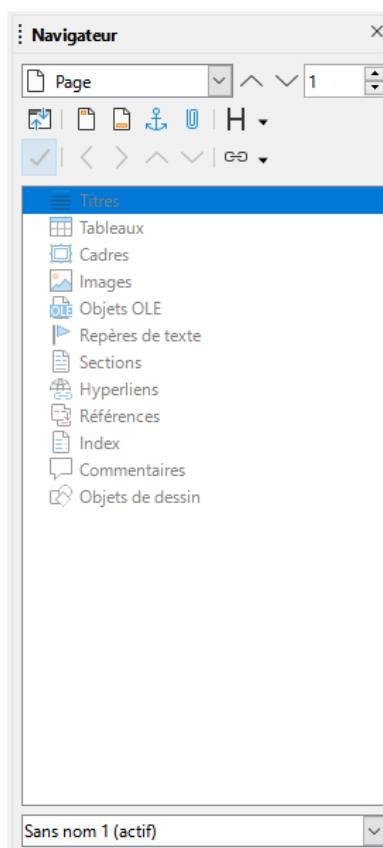 Navigateur
Page
1
H
Titres
Tableaux
Cadres
Images
OLE Objets OLE
Repères de texte
Sections
Hyperliens
Références
Index
Commentaires
Objets de dessin
Sans nom 1 (actif)